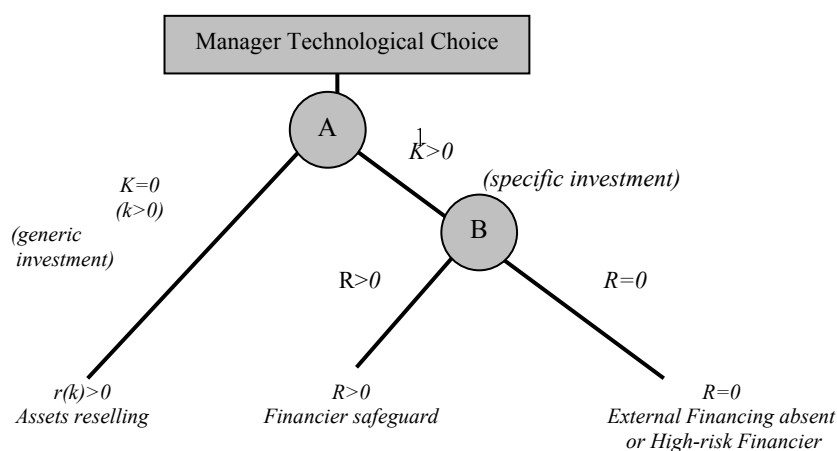 Manager Technological Choice
A
K>0
K=0
(k>0)
(specific investment)
(generic
investment)
B
R>0
R=0
r(k)>0
Assets reselling
R>0
Financier safeguard
R=0
External Financing absent
or High-risk Financier